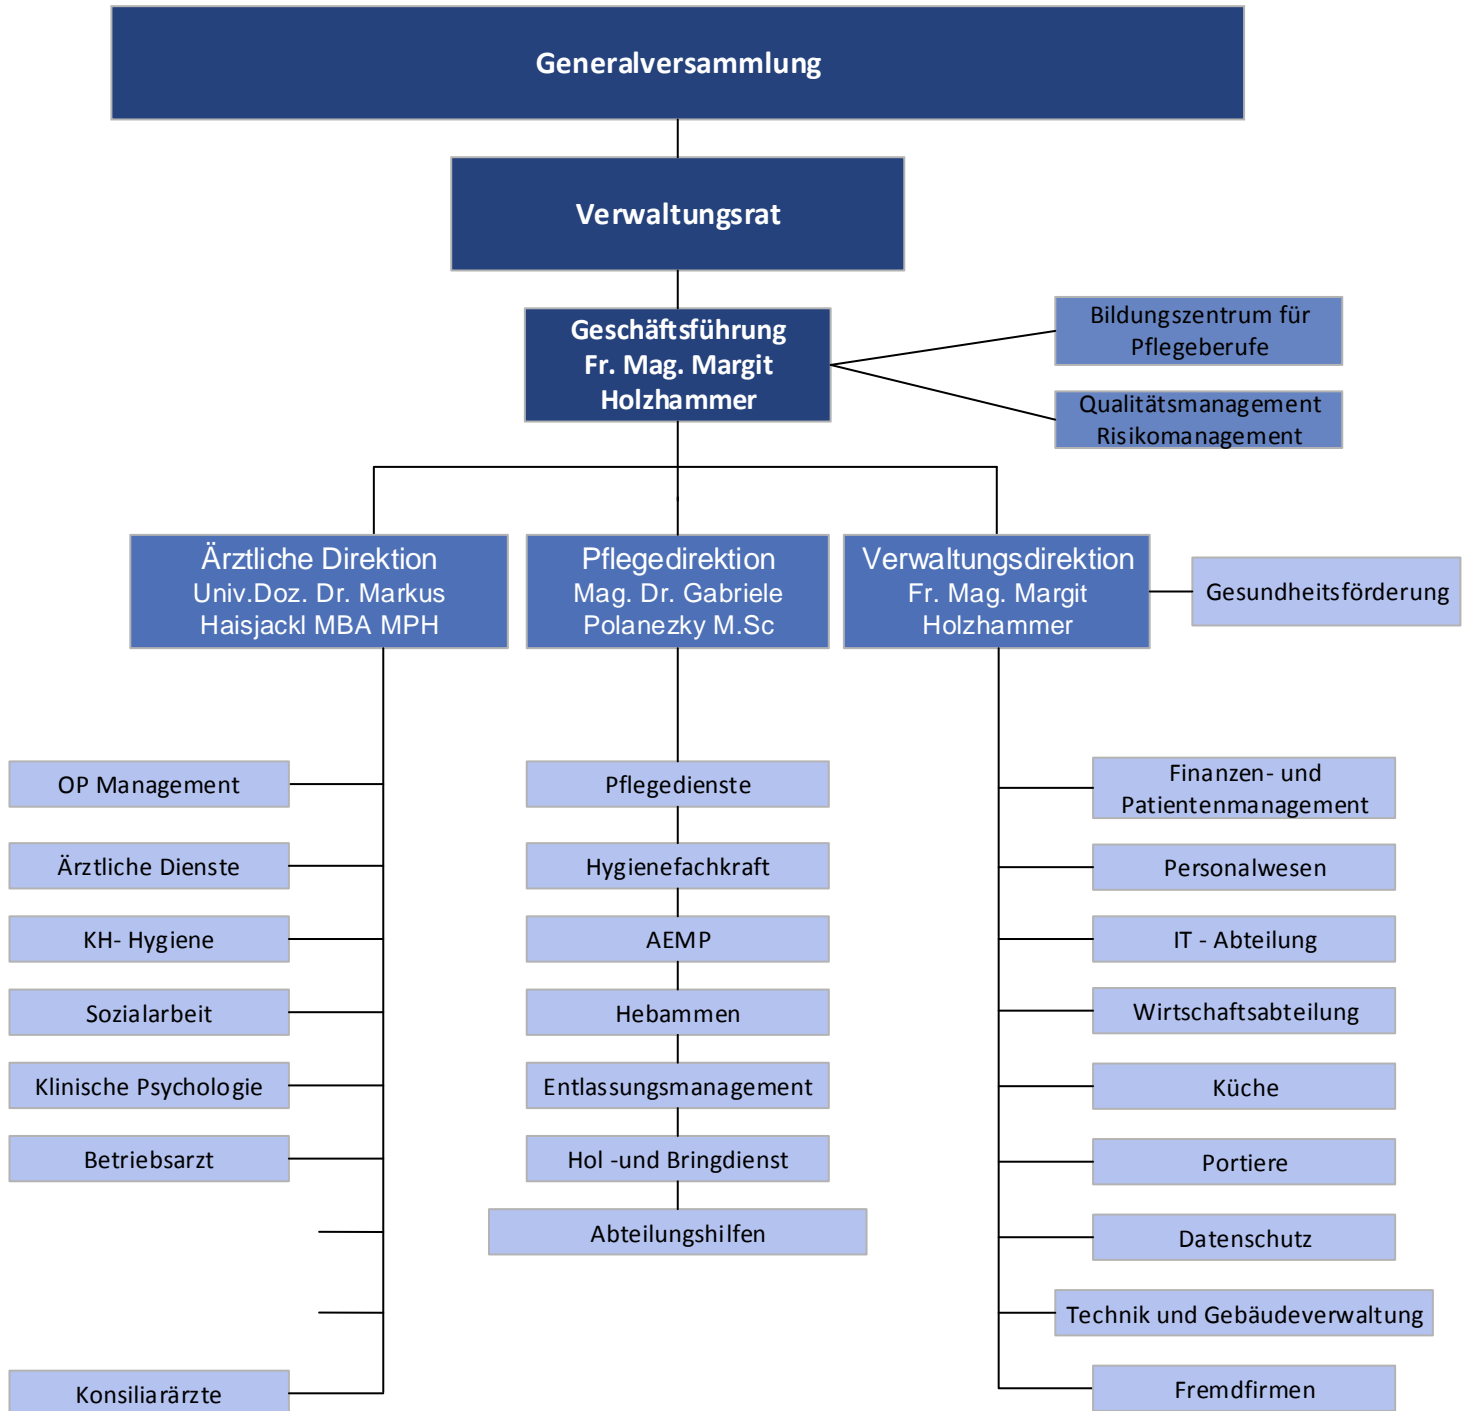 Generalversammlung
Verwaltungsrat
Geschäftsführung
Fr. Mag. Margit
Holzhammer
Bildungszentrum für
Pflegeberufe
Qualitätsmanagement
Risikomanagement
Ärztliche Direktion
Univ.Doz. Dr. Markus
Haisjackl MBA MPH
Pflegedirektion
Mag. Dr. Gabriele
Polanezky M.Sc
Verwaltungsdirektion
Fr. Mag. Margit
Holzhammer
Gesundheitsförderung
OP Management
Ärztliche Dienste
KH- Hygiene
Sozialarbeit
Klinische Psychologie
Betriebsarzt
Konsiliarärzte
Pflegedienste
Hygienefachkraft
AEMP
Hebammen
Entlassungsmanagement
Hol -und Bringdienst
Abteilungshilfen
Finanzen- und
Patientenmanagement
Personalwesen
IT - Abteilung
Wirtschaftsabteilung
Küche
Portiere
Datenschutz
Technik und Gebäudeverwaltung
Fremdfirmen